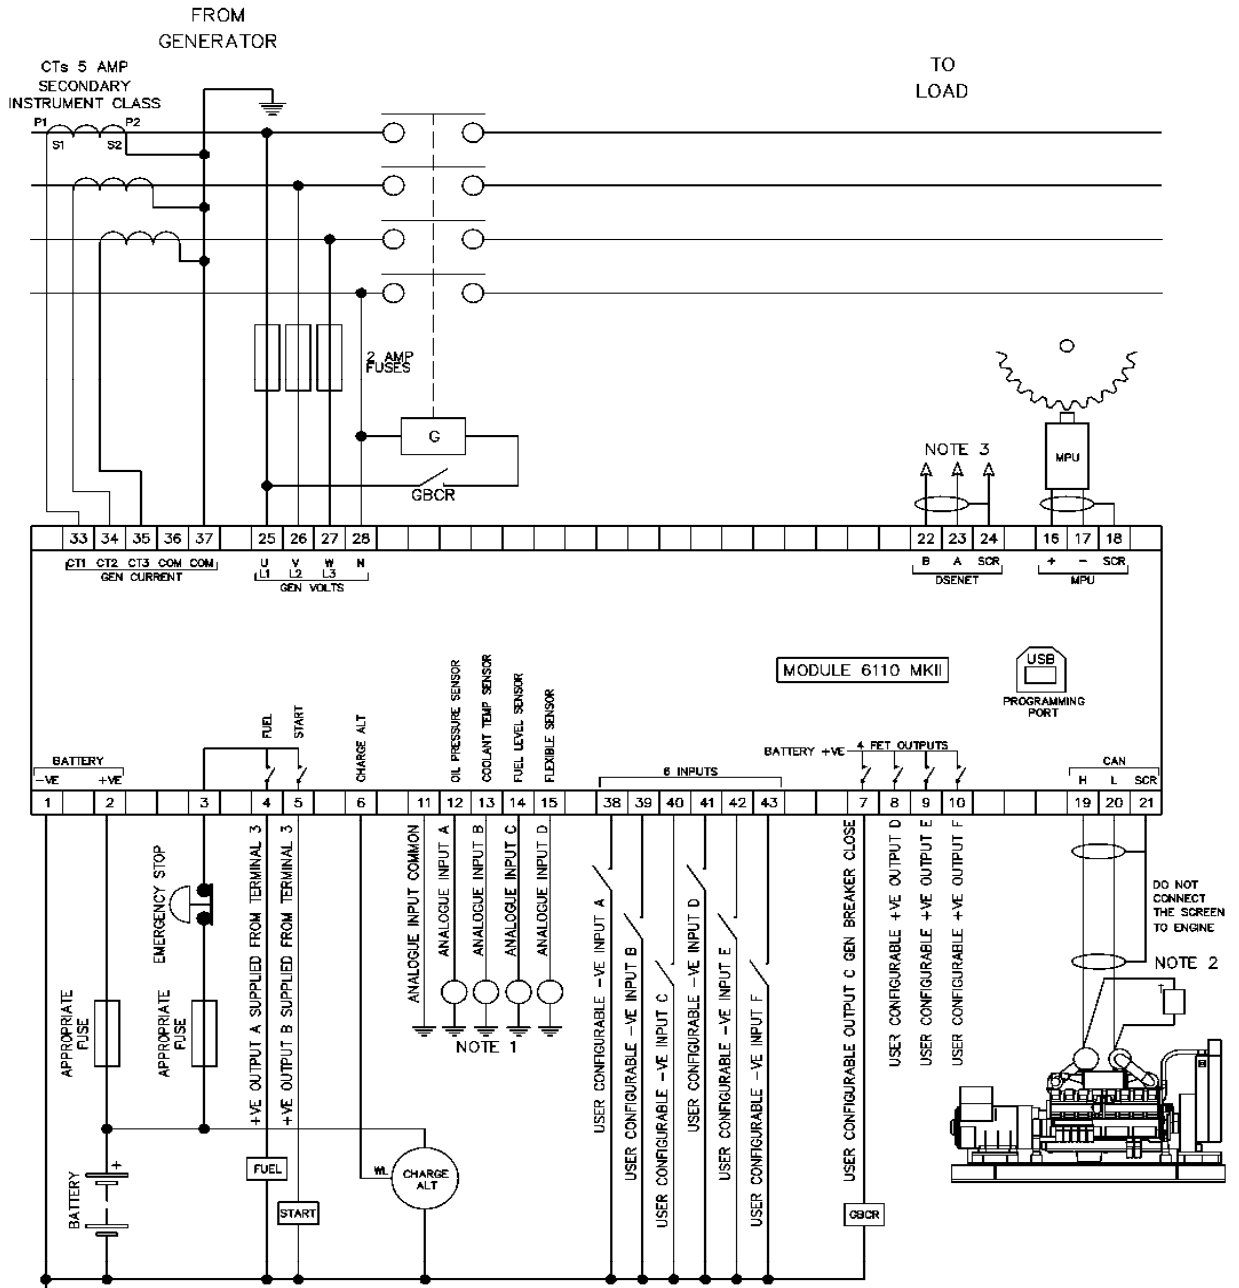 FROM
GENERATOR
CTs 5 AMP
SECONDARY
INSTRUMENT CLASS
TO
LOAD
P1
P2
S1
S2
2 AMP
FUSES
G
GBCR
NOTE 3
MPU
33 34 35 36 37 25 26 27 28 22 23 24 16 17 18
CT1 CT2 CT3 COM COM
GEN CURRENT
U V W N
L1 L2 L3
GEN VOLTS
B A SCR
DSENET
+ − SCR
MPU
MODULE 6110 MKII
USB
PROGRAMMING
PORT
FUEL
START
CHARGE ALT
OIL PRESSURE SENSOR
COOLANT TEMP SENSOR
FUEL LEVEL SENSOR
FLEXIBLE SENSOR
BATTERY
−VE +VE
6 INPUTS
BATTERY +VE
4 FET OUTPUTS
CAN
H L SCR
1 2 3 4 5 6 11 12 13 14 15 38 39 40 41 42 43 7 8 9 10 19 20 21
EMERGENCY STOP
APPROPRIATE
FUSE
APPROPRIATE
FUSE
+VE OUTPUT A SUPPLIED FROM TERMINAL 3
+VE OUTPUT B SUPPLIED FROM TERMINAL 3
ANALOGUE INPUT COMMON
ANALOGUE INPUT A
ANALOGUE INPUT B
ANALOGUE INPUT C
ANALOGUE INPUT D
NOTE 1
USER CONFIGURABLE −VE INPUT A
USER CONFIGURABLE −VE INPUT B
USER CONFIGURABLE −VE INPUT C
USER CONFIGURABLE −VE INPUT D
USER CONFIGURABLE −VE INPUT E
USER CONFIGURABLE −VE INPUT F
USER CONFIGURABLE OUTPUT C GEN BREAKER CLOSE
USER CONFIGURABLE +VE OUTPUT D
USER CONFIGURABLE +VE OUTPUT E
USER CONFIGURABLE +VE OUTPUT F
DO NOT
CONNECT
THE SCREEN
TO ENGINE
NOTE 2
BATTERY
+
FUEL
START
WL
CHARGE
ALT
GBCR